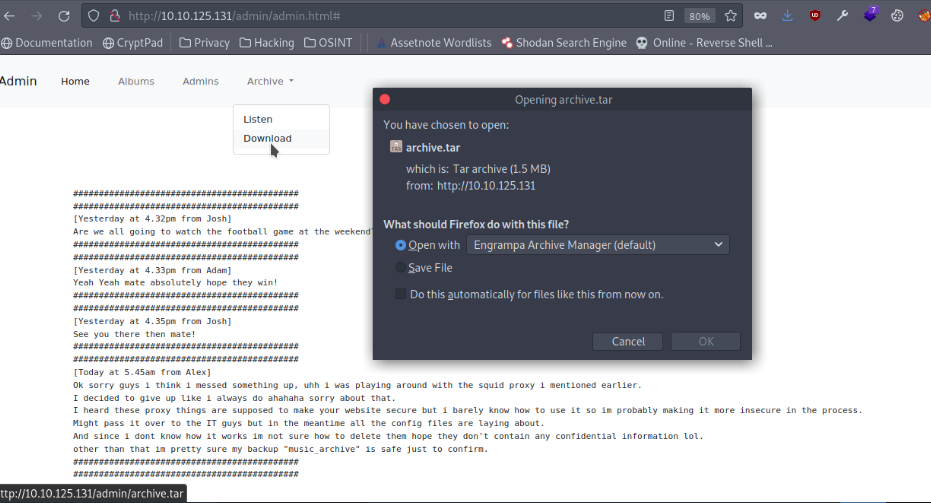 http://10.10.125.131/admin/admin.html#
80%
7
Documentation CryptPad Privacy Hacking OSINT Assetnote Wordlists Shodan Search Engine Online - Reverse Shell ...
Admin Home Albums Admins Archive
Listen
Download
Opening archive.tar
You have chosen to open:
archive.tar
which is: Tar archive (1.5 MB)
from: http://10.10.125.131
What should Firefox do with this file?
Open with Engrampa Archive Manager (default)
Save File
Do this automatically for files like this from now on.
Cancel OK
############################################
############################################
[Yesterday at 4.32pm from Josh]
Are we all going to watch the football game at the weekend?
############################################
############################################
[Yesterday at 4.33pm from Adam]
Yeah Yeah mate absolutely hope they win!
############################################
############################################
[Yesterday at 4.35pm from Josh]
See you there then mate!
############################################
############################################
[Today at 5.45am from Alex]
Ok sorry guys i think i messed something up, uhh i was playing around with the squid proxy i mentioned earlier.
I decided to give up like i always do ahahaha sorry about that.
I heard these proxy things are supposed to make your website secure but i barely know how to use it so im probably making it more insecure in the process.
Might pass it over to the IT guys but in the meantime all the config files are laying about.
And since i dont know how it works im not sure how to delete them hope they don't contain any confidential information lol.
other than that im pretty sure my backup "music_archive" is safe just to confirm.
############################################
############################################
ttp://10.10.125.131/admin/archive.tar